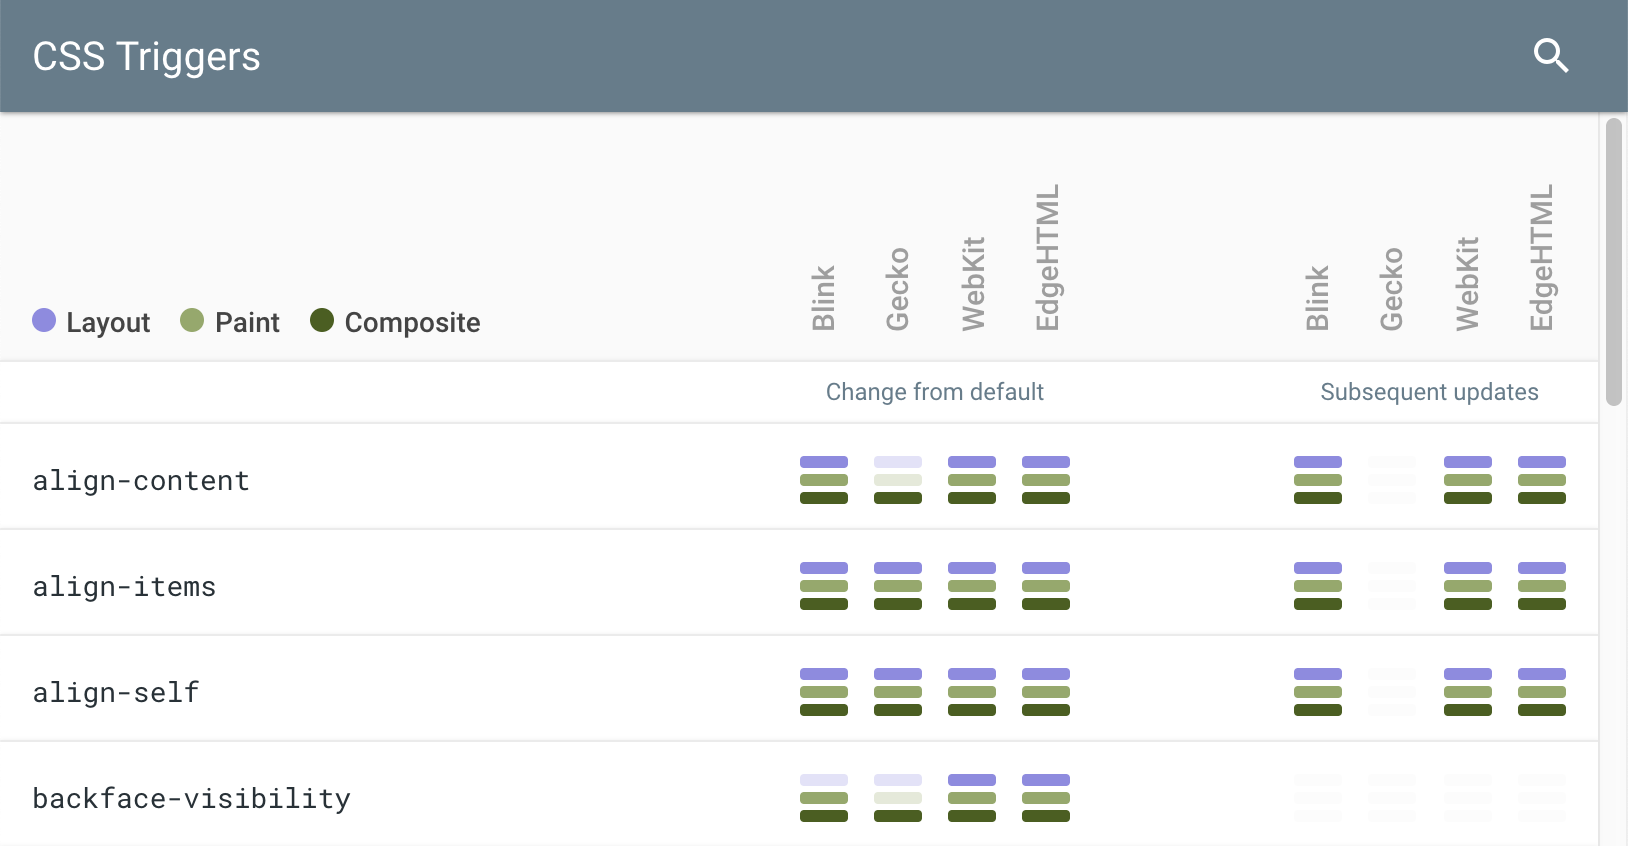 CSS Triggers
Blink Gecko WebKit EdgeHTML Blink Gecko WebKit EdgeHTML
Layout Paint Composite
Change from default Subsequent updates
align-content
align-items
align-self
backface-visibility